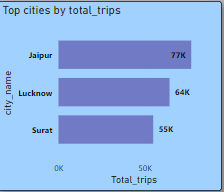 Top cities by total_trips
city_name
Jaipur 77K
Lucknow 64K
Surat 55K
0K 50K
Total_trips